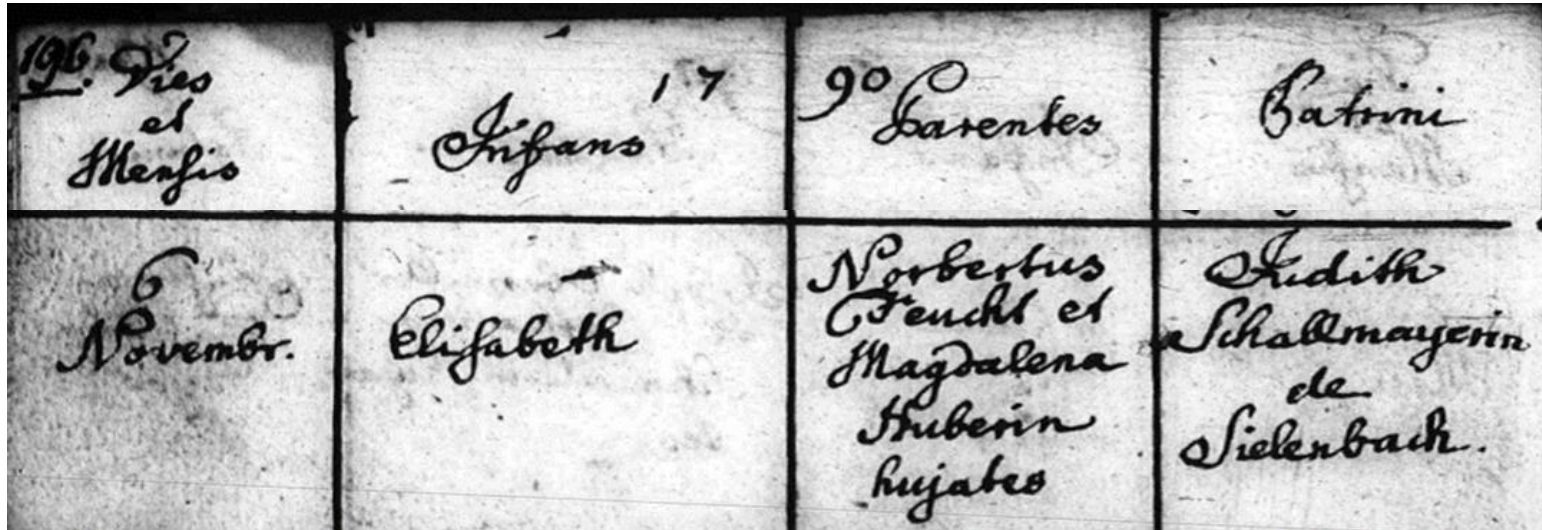 196. Dies
et
Mensis
Infans
17
90
Parentes
Patrini
6
Novembr.
Elisabeth
Norbertus
Feucht et
Magdalena
Huberin
hujates
Judith
Schallmayerin
de
Sielenbach.